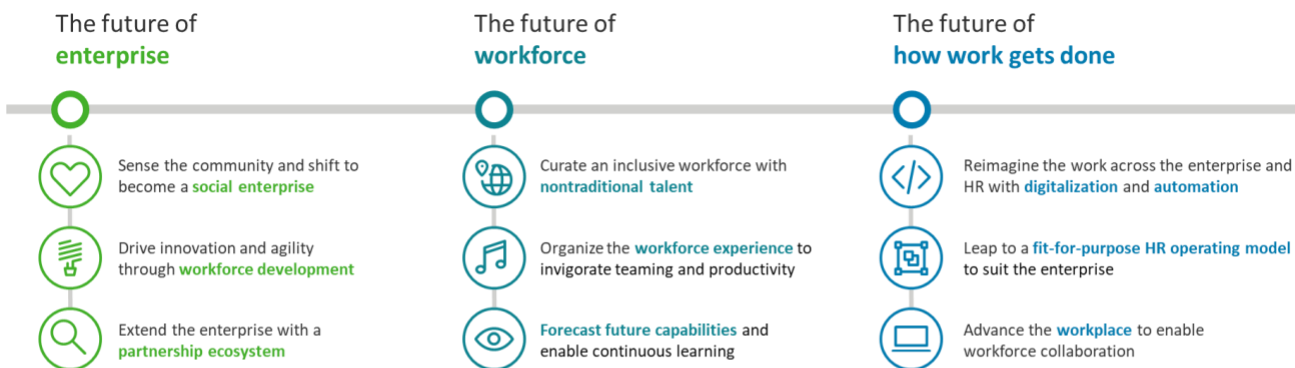 The future of
enterprise
Sense the community and shift to
become a social enterprise
Drive innovation and agility
through workforce development
Extend the enterprise with a
partnership ecosystem
The future of
workforce
Curate an inclusive workforce with
nontraditional talent
Organize the workforce experience to
invigorate teaming and productivity
Forecast future capabilities and
enable continuous learning
The future of
how work gets done
Reimagine the work across the enterprise and
HR with digitalization and automation
Leap to a fit-for-purpose HR operating model
to suit the enterprise
Advance the workplace to enable
workforce collaboration